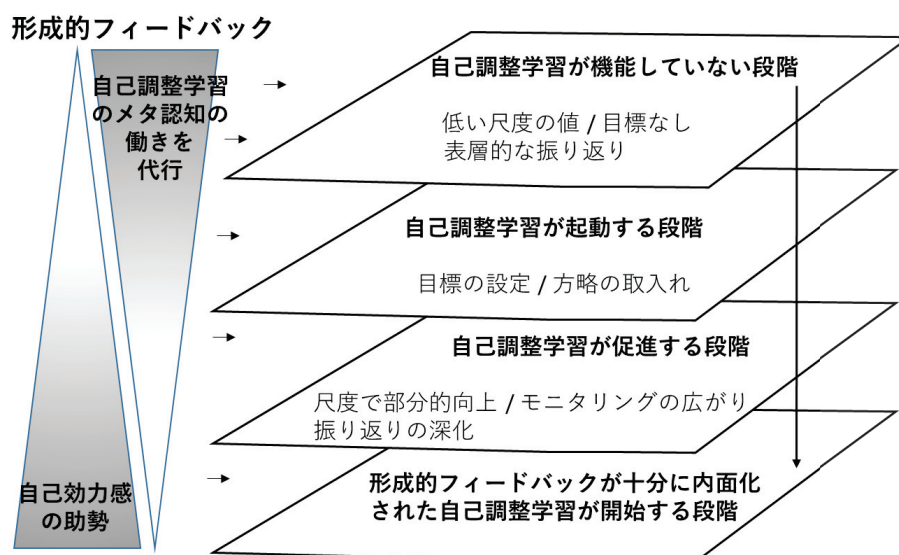 形成的フィードバック
自己調整学習
のメタ認知の
働きを
代行
自己効力感
の助勢
自己調整学習が機能していない段階
低い尺度の値 / 目標なし
表層的な振り返り
自己調整学習が起動する段階
目標の設定 / 方略の取入れ
自己調整学習が促進する段階
尺度で部分的向上 / モニタリングの広がり
振り返りの深化
形成的フィードバックが十分に内面化
された自己調整学習が開始する段階